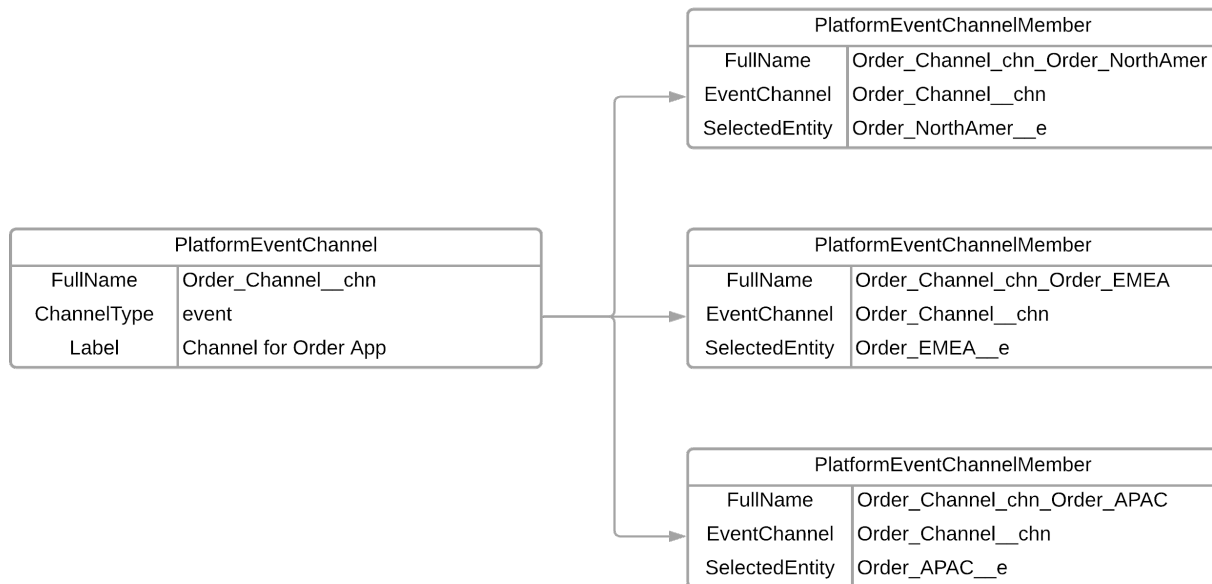 PlatformEventChannel
FullName Order_Channel__chn
ChannelType event
Label Channel for Order App
PlatformEventChannelMember
FullName Order_Channel_chn_Order_NorthAmer
EventChannel Order_Channel__chn
SelectedEntity Order_NorthAmer__e
PlatformEventChannelMember
FullName Order_Channel_chn_Order_EMEA
EventChannel Order_Channel__chn
SelectedEntity Order_EMEA__e
PlatformEventChannelMember
FullName Order_Channel_chn_Order_APAC
EventChannel Order_Channel__chn
SelectedEntity Order_APAC__e